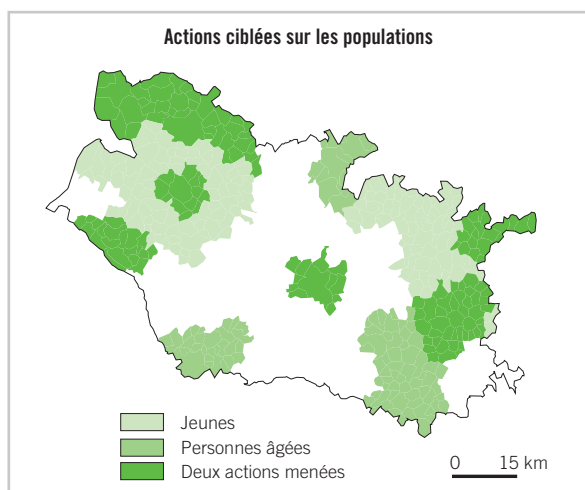 Actions ciblées sur les populations
Jeunes
Personnes âgées
Deux actions menées
0 15 km